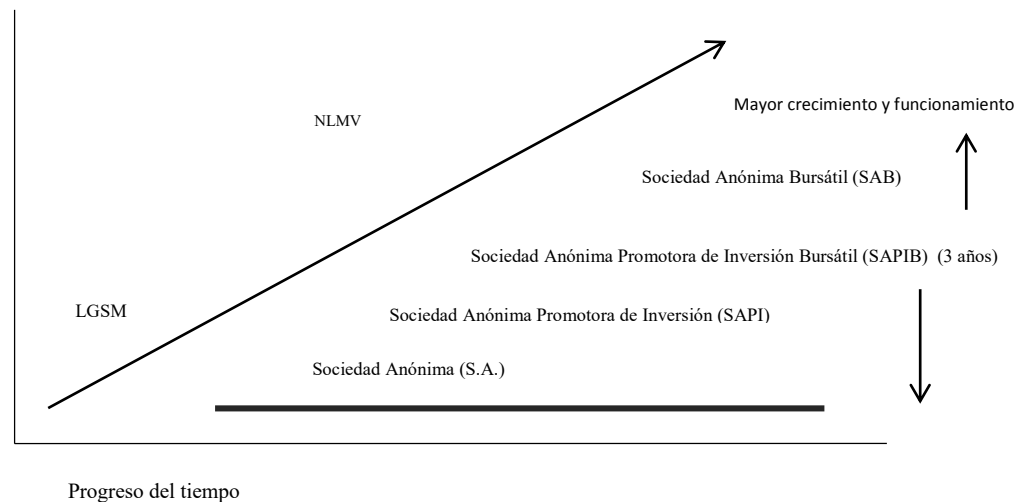 Mayor crecimiento y funcionamiento
NLMV
Sociedad Anónima Bursátil (SAB)
Sociedad Anónima Promotora de Inversión Bursátil (SAPIB) (3 años)
LGSM
Sociedad Anónima Promotora de Inversión (SAPI)
Sociedad Anónima (S.A.)
Progreso del tiempo